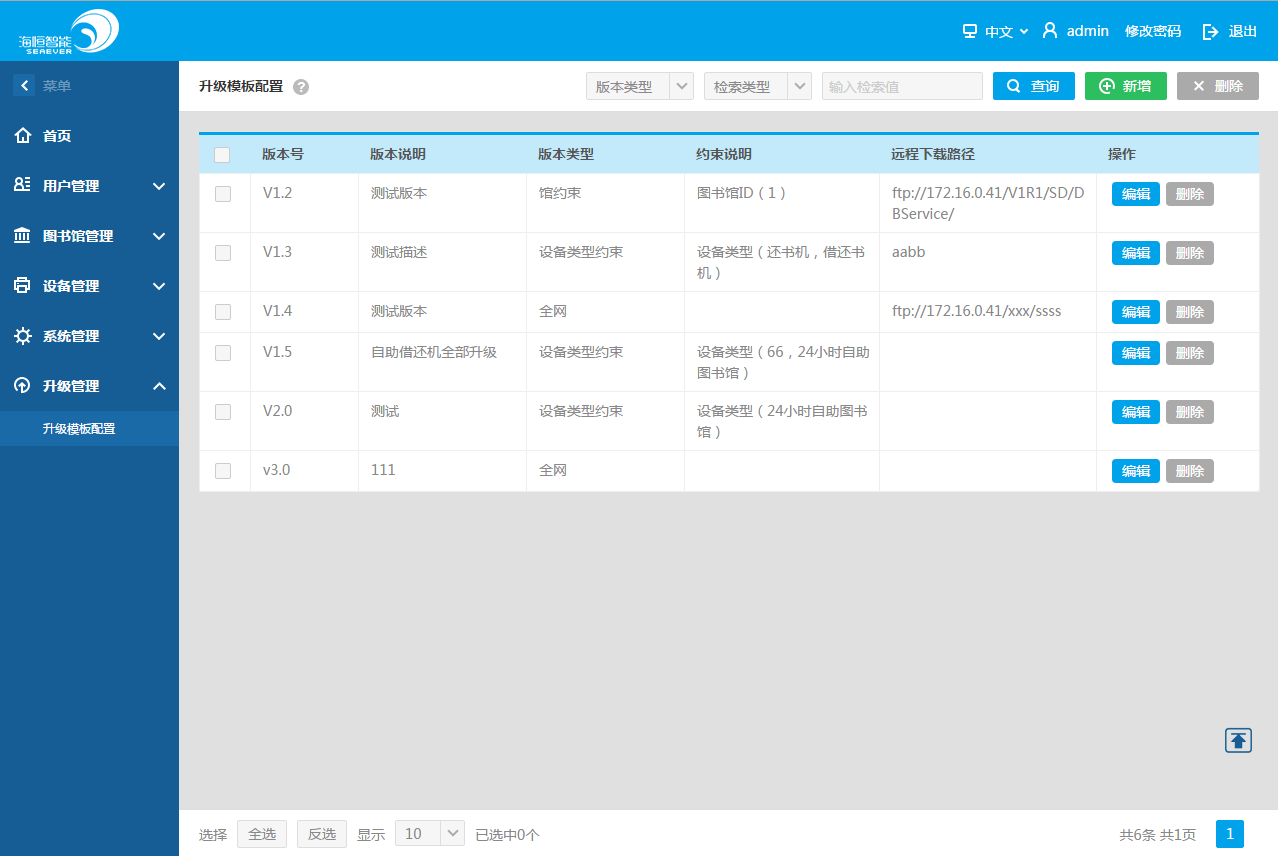 海恒智能
SEAEVER
中文 admin 修改密码 退出
菜单
首页
用户管理
图书馆管理
设备管理
系统管理
升级管理
升级模板配置
升级模板配置 ? 版本类型 检索类型 输入检索值 查询 新增 删除
版本号 版本说明 版本类型 约束说明 远程下载路径 操作
V1.2 测试版本 馆约束 图书馆ID（1） ftp://172.16.0.41/V1R1/SD/D 编辑 删除
BService/
V1.3 测试描述 设备类型约束 设备类型（还书机，借还书 aabb 编辑 删除
机）
V1.4 测试版本 全网 ftp://172.16.0.41/xxx/ssss 编辑 删除
V1.5 自助借还机全部升级 设备类型约束 设备类型（66，24小时自助 编辑 删除
图书馆）
V2.0 测试 设备类型约束 设备类型（24小时自助图书 编辑 删除
馆）
v3.0 111 全网 编辑 删除
选择 全选 反选 显示 10 已选中0个 共6条 共1页 1